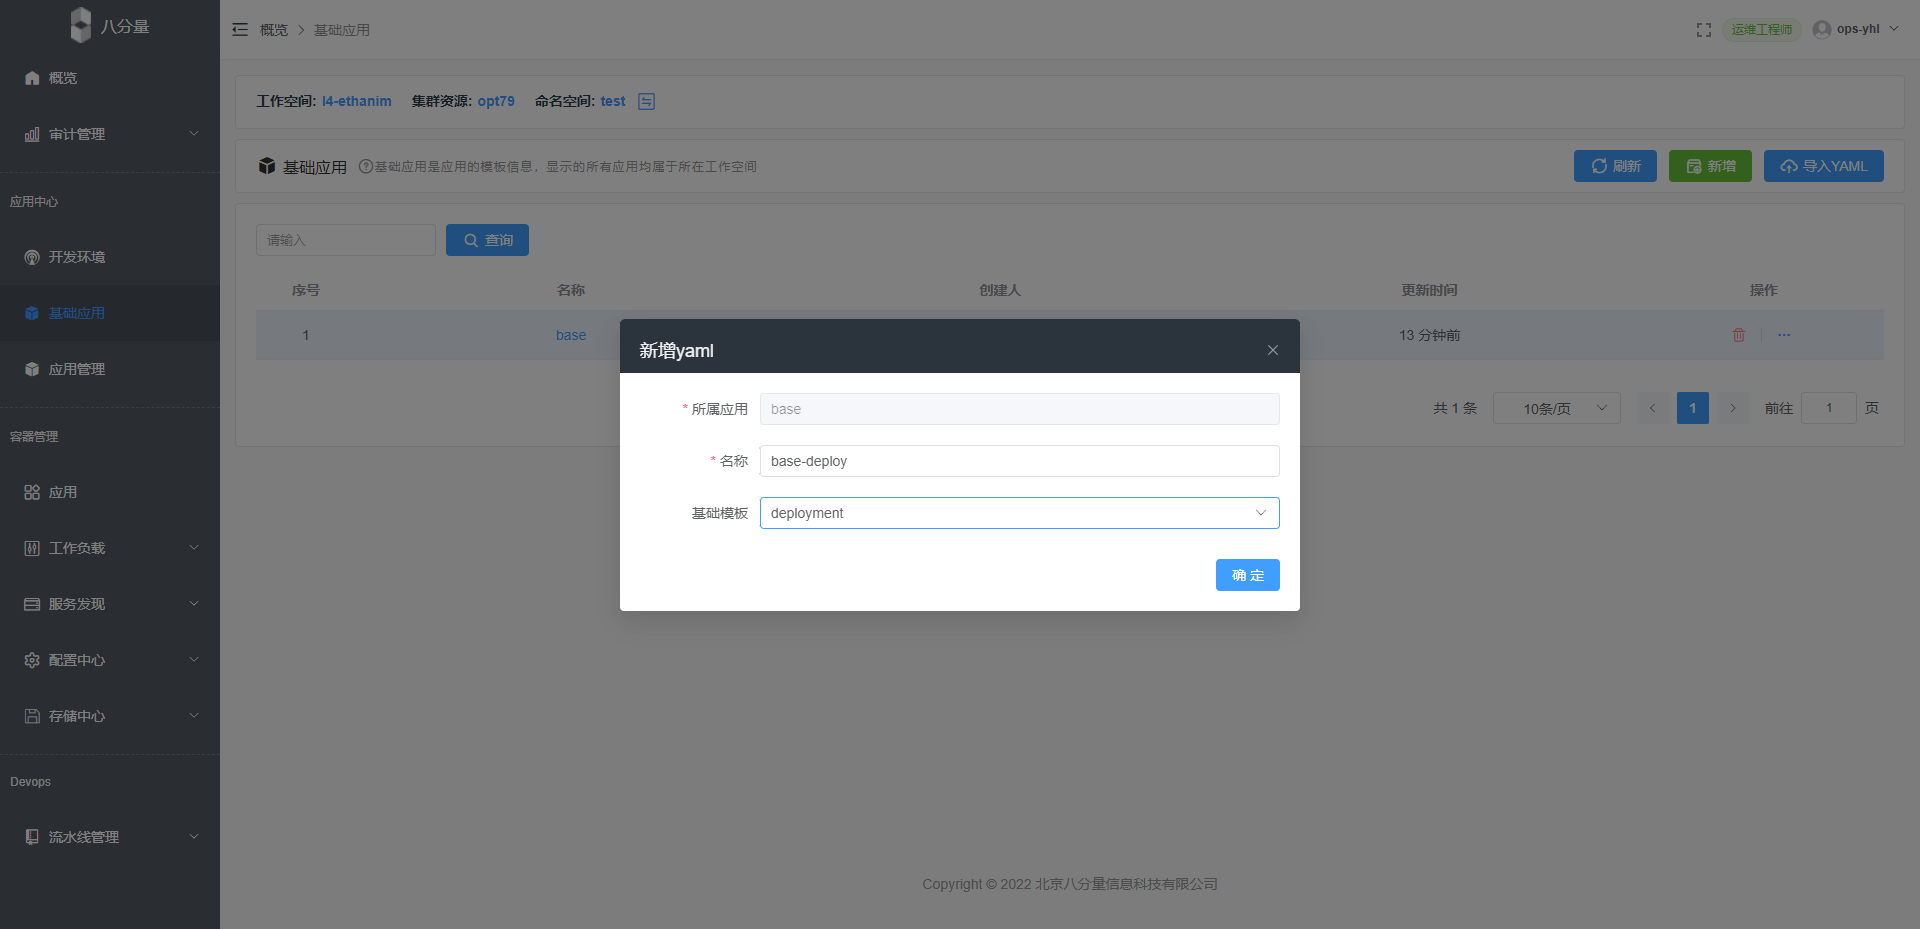 八分量
概览
审计管理
应用中心
开发环境
基础应用
应用管理
容器管理
应用
工作负载
服务发现
配置中心
存储中心
Devops
流水线管理
概览 > 基础应用
运维工程师 ops-yhl
工作空间: l4-ethanim 集群资源: opt79 命名空间: test
基础应用 ?基础应用是应用的模板信息，显示的所有应用均属于所在工作空间
刷新 新增 导入YAML
请输入 查询
序号 名称 创建人 更新时间 操作
1 base 13 分钟前 ...
共 1 条 10条/页 < 1 > 前往 1 页
新增yaml
* 所属应用 base
* 名称 base-deploy
基础模板 deployment
确 定
Copyright © 2022 北京八分量信息科技有限公司